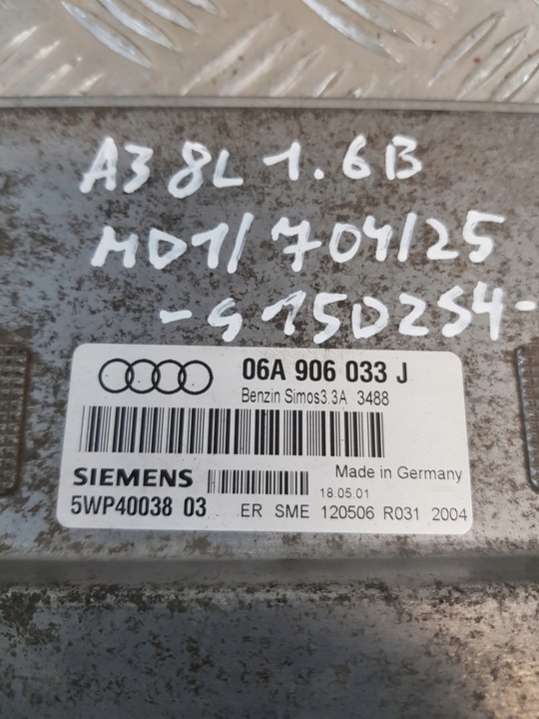 A3 8L 1.6B
MD1/704/25
-G15D2S4-
06A 906 033 J
Benzin Simos3.3A 3488
SIEMENS
Made in Germany
18.05.01
5WP40038 03 ER SME 120506 R031 2004